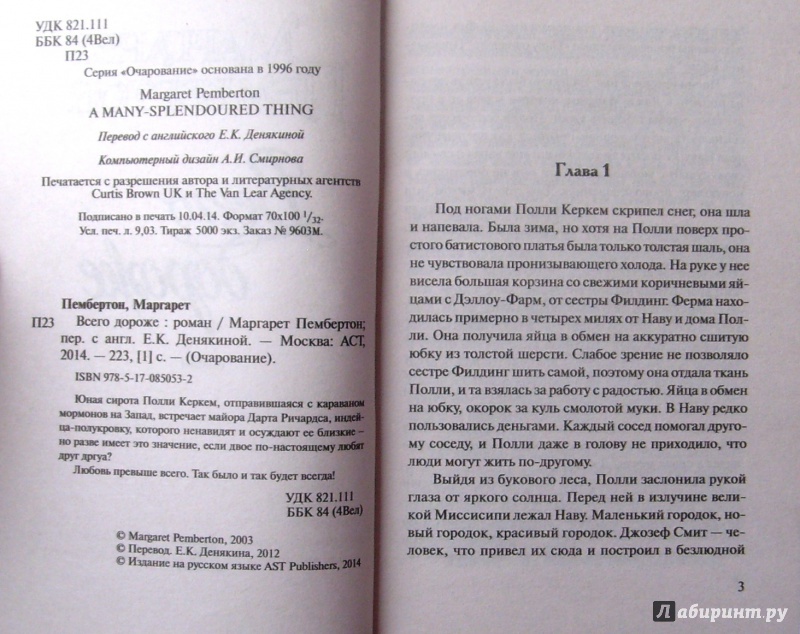 УДК 821.111
ББК 84 (4Вел)
П23
Серия «Очарование» основана в 1996 году
Margaret Pemberton
A MANY-SPLENDOURED THING
Перевод с английского Е.К. Денякиной
Компьютерный дизайн А.И. Смирнова
Печатается с разрешения автора и литературных агентств
Curtis Brown UK и The Van Lear Agency.
Подписано в печать 10.04.14. Формат 70x100 1/32.
Усл. печ. л. 9,03. Тираж 5000 экз. Заказ № 9603М.
Пембертон, Маргарет
П23 Всего дороже : роман / Маргарет Пембертон;
пер. с англ. Е.К. Денякиной. — Москва: АСТ,
2014. — 223, [1] с. — (Очарование).
ISBN 978-5-17-085053-2
Юная сирота Полли Керкем, отправившаяся с караваном
мормонов на Запад, встречает майора Дарта Ричардса, индей-
ца-полукровку, которого ненавидят и осуждают ее близкие –
но разве имеет это значение, если двое по-настоящему любят
друг друга?
Любовь превыше всего. Так было и так будет всегда!
УДК 821.111
ББК 84 (4Вел)
© Margaret Pemberton, 2003
© Перевод. Е.К. Денякина, 2012
© Издание на русском языке AST Publishers, 2014
Глава 1
Под ногами Полли Керкем скрипел снег, она шла
и напевала. Была зима, но хотя на Полли поверх про-
стого батистового платья была только толстая шаль, она
не чувствовала пронизывающего холода. На руке у нее
висела большая корзина со свежими коричневыми яй-
цами с Дэллоу-Фарм, от сестры Филдинг. Ферма нахо-
дилась примерно в четырех милях от Наву и дома Пол-
ли. Она получила яйца в обмен на аккуратно сшитую
юбку из толстой шерсти. Слабое зрение не позволяло
сестре Филдинг шить самой, поэтому она отдала ткань
Полли, и та взялась за работу с радостью. Яйца в обмен
на юбку, окорок за куль смолотой муки. В Наву редко
пользовались деньгами. Каждый сосед помогал друго-
му соседу, и Полли даже в голову не приходило, что
люди могут жить по-другому.
Выйдя из букового леса, Полли заслонила рукой
глаза от яркого солнца. Перед ней в излучине вели-
кой Миссисипи лежал Наву. Маленький городок, но-
вый городок, красивый городок. Джозеф Смит — че-
ловек, что привел их сюда и построил в безлюдной
3
Лабиринт.ру